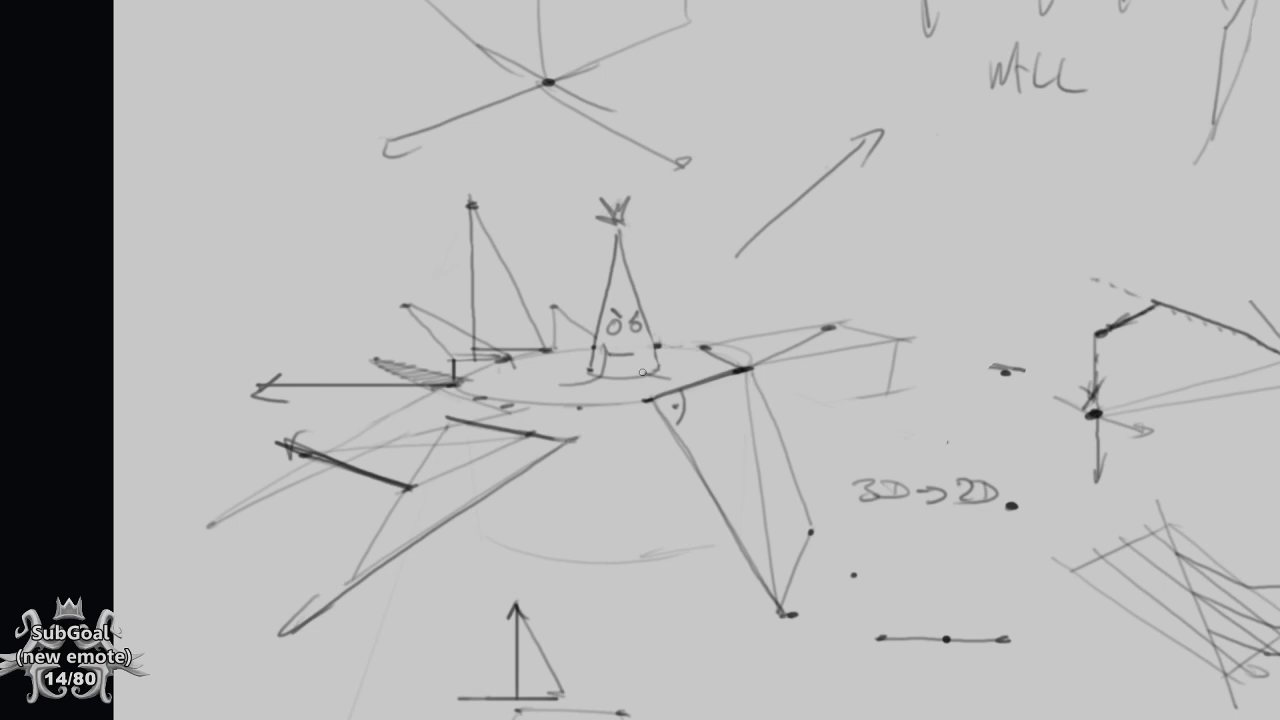 WALL
3D → 2D
SubGoal
(new emote)
14/80